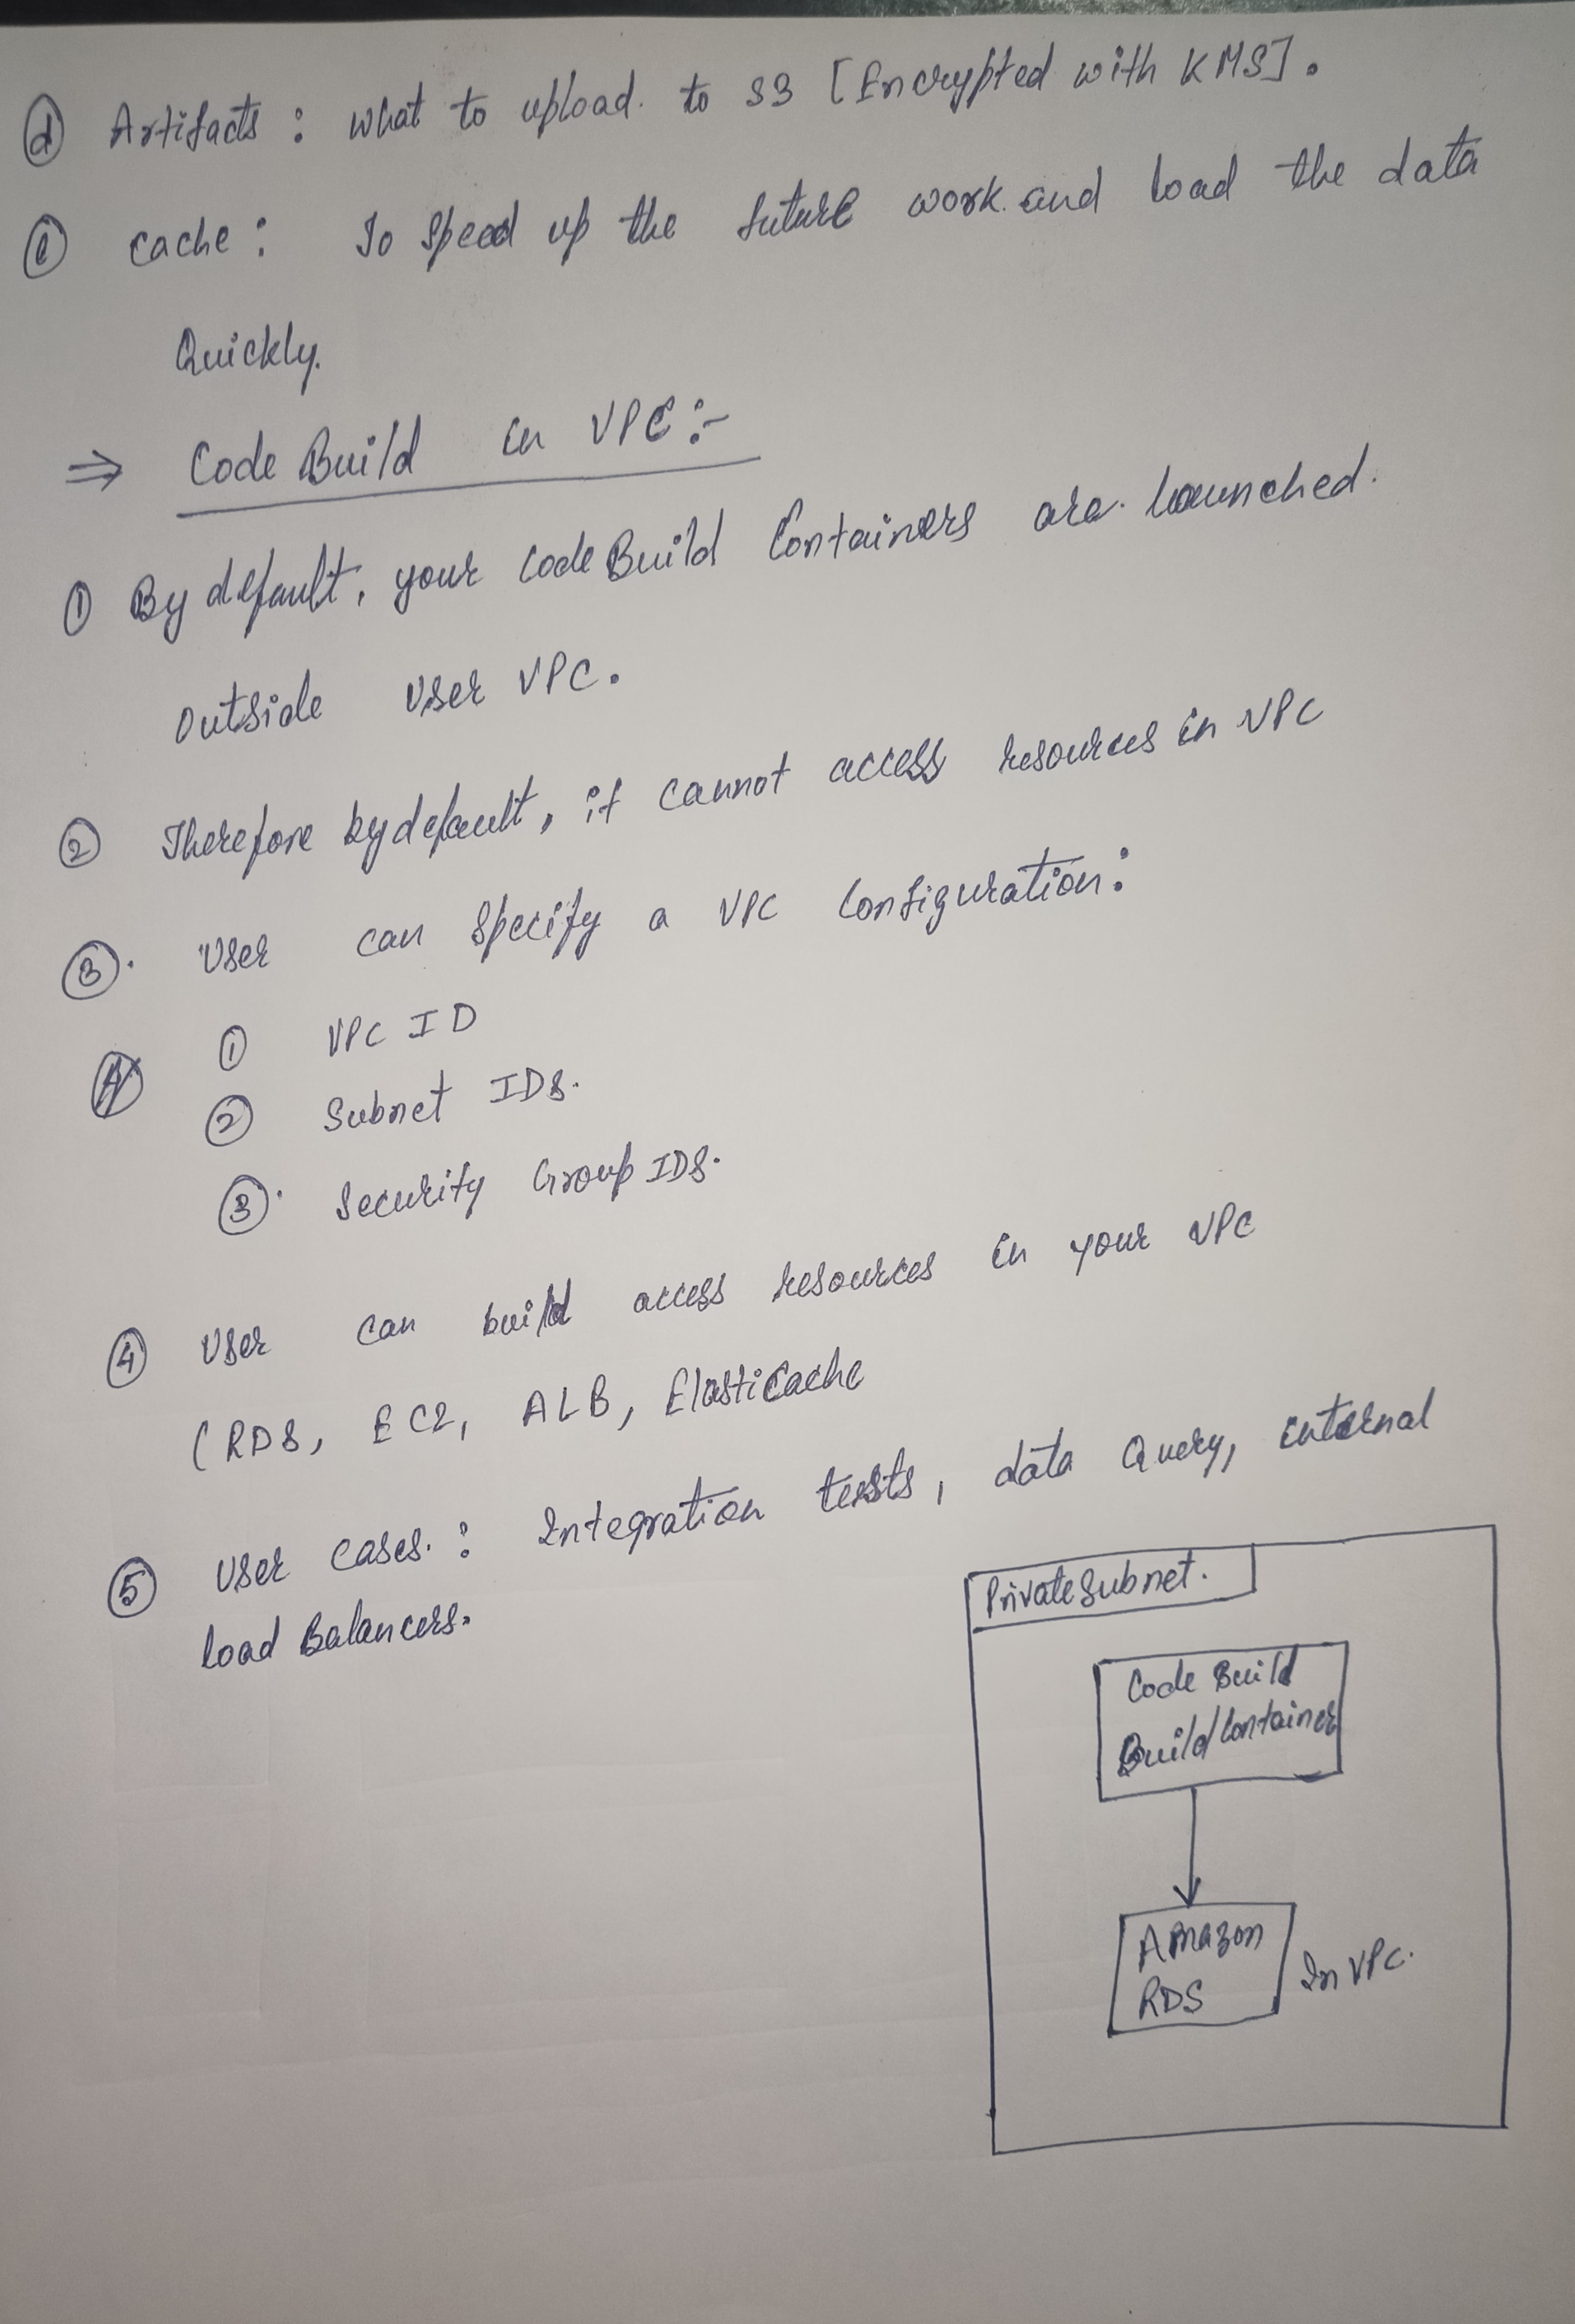 ⓓ Artifacts : what to upload. to S3 [Encrypted with KMS].
ⓔ Cache : To Speed up the future work. and load the data
Quickly.
⇒ Code Build in VPC :-
① By default, your Code Build Containers are. launched.
outside User VPC.
② Therefore by default, it cannot access resources in VPC
③. User can Specify a VPC Configuration :
① VPC ID
② Subnet IDs.
③. Security Group IDS.
④ User can build access resources in your VPC
(RDS, EC2, ALB, Elasticache
⑤ User Cases. : Integration tests, data Query, internal
load Balancers.
Private Subnet.
Code Build
Build Container
Amazon
RDS
In VPC.